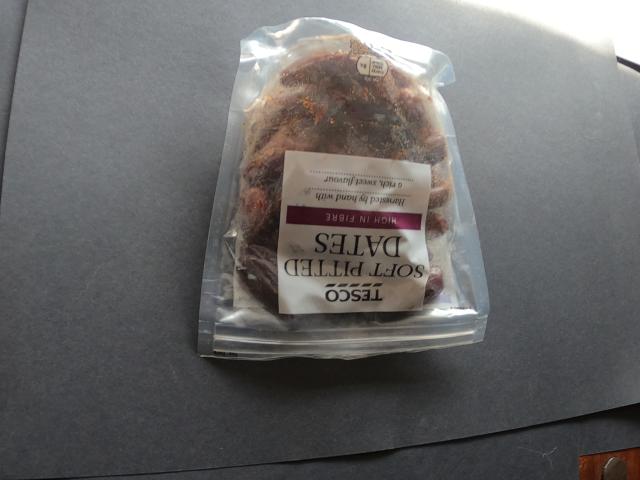 TESCO
SOFT PITTED
DATES
HIGH IN FIBRE
Harvested by hand with
a rich, sweet flavour